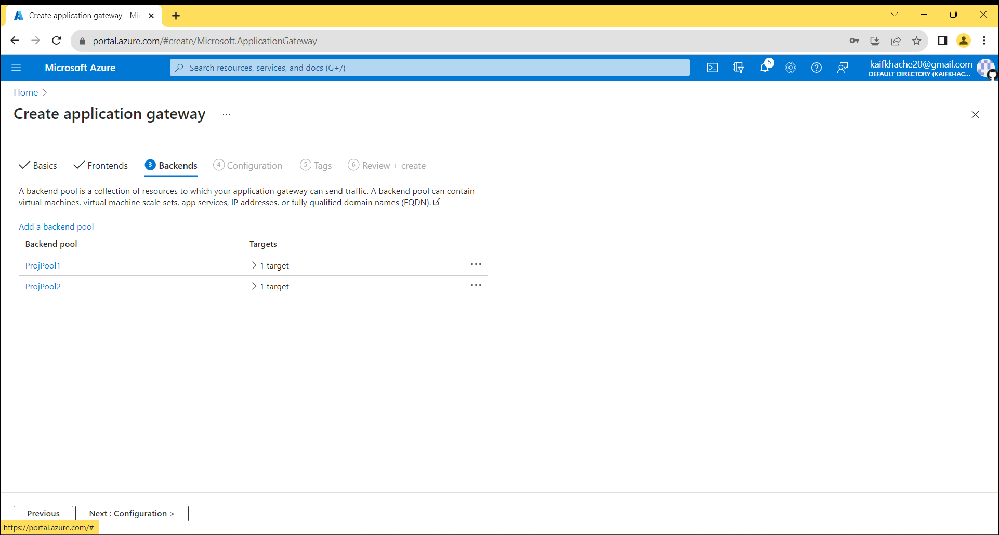 Create application gateway - Mi
portal.azure.com/#create/Microsoft.ApplicationGateway
Microsoft Azure
Search resources, services, and docs (G+/)
5
kaifkhache20@gmail.com
DEFAULT DIRECTORY (KAIFKHAC...
Home >
Create application gateway ...
Basics
Frontends
3 Backends
4 Configuration
5 Tags
6 Review + create
A backend pool is a collection of resources to which your application gateway can send traffic. A backend pool can contain
virtual machines, virtual machine scale sets, app services, IP addresses, or fully qualified domain names (FQDN).
Add a backend pool
Backend pool Targets
ProjPool1 > 1 target ...
ProjPool2 > 1 target ...
Previous
Next : Configuration >
https://portal.azure.com/#